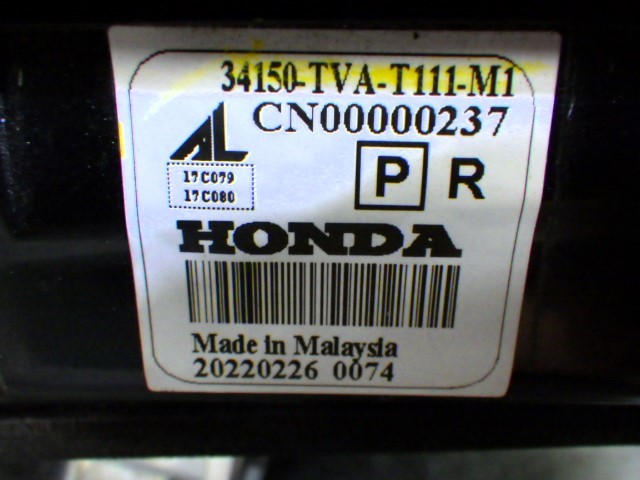 34150-TVA-T111-M1
CN00000237
AL
17C079
17C080
P R
HONDA
Made in Malaysia
20220226 0074